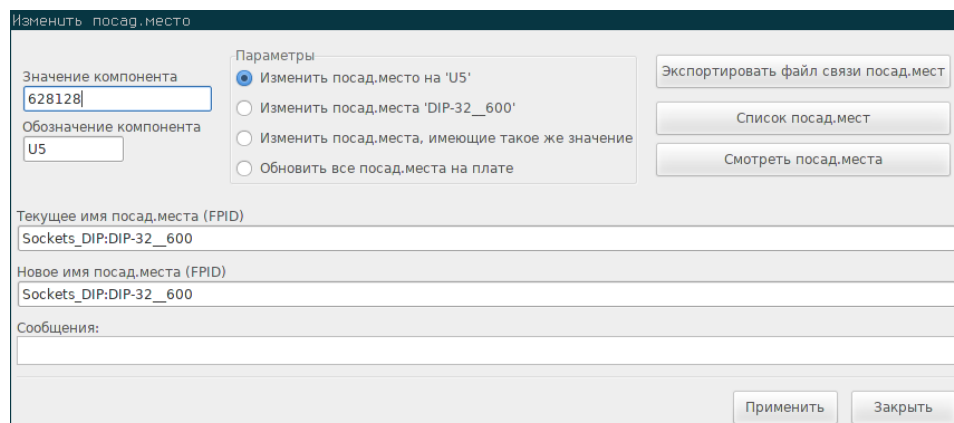 Изменить посад.место
Значение компонента
628128
Обозначение компонента
U5
Параметры
Изменить посад.место на 'U5'
Изменить посад.места 'DIP-32__600'
Изменить посад.места, имеющие такое же значение
Обновить все посад.места на плате
Экспортировать файл связи посад.мест
Список посад.мест
Смотреть посад.места
Текущее имя посад.места (FPID)
Sockets_DIP:DIP-32__600
Новое имя посад.места (FPID)
Sockets_DIP:DIP-32__600
Сообщения:
Применить
Закрыть